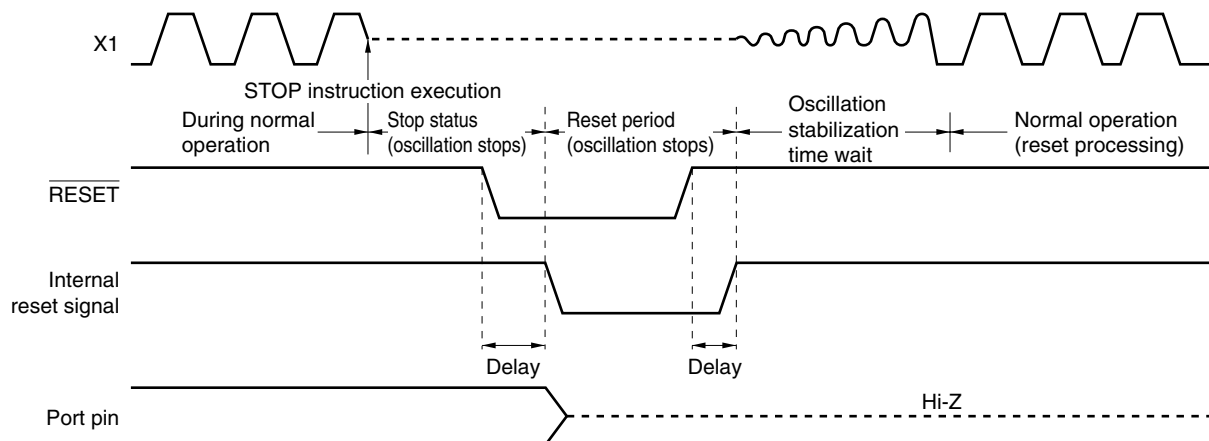 X1
STOP instruction execution
During normal
operation
Stop status
(oscillation stops)
Reset period
(oscillation stops)
Oscillation
stabilization
time wait
Normal operation
(reset processing)
RESET
Internal
reset signal
Delay
Delay
Port pin
Hi-Z